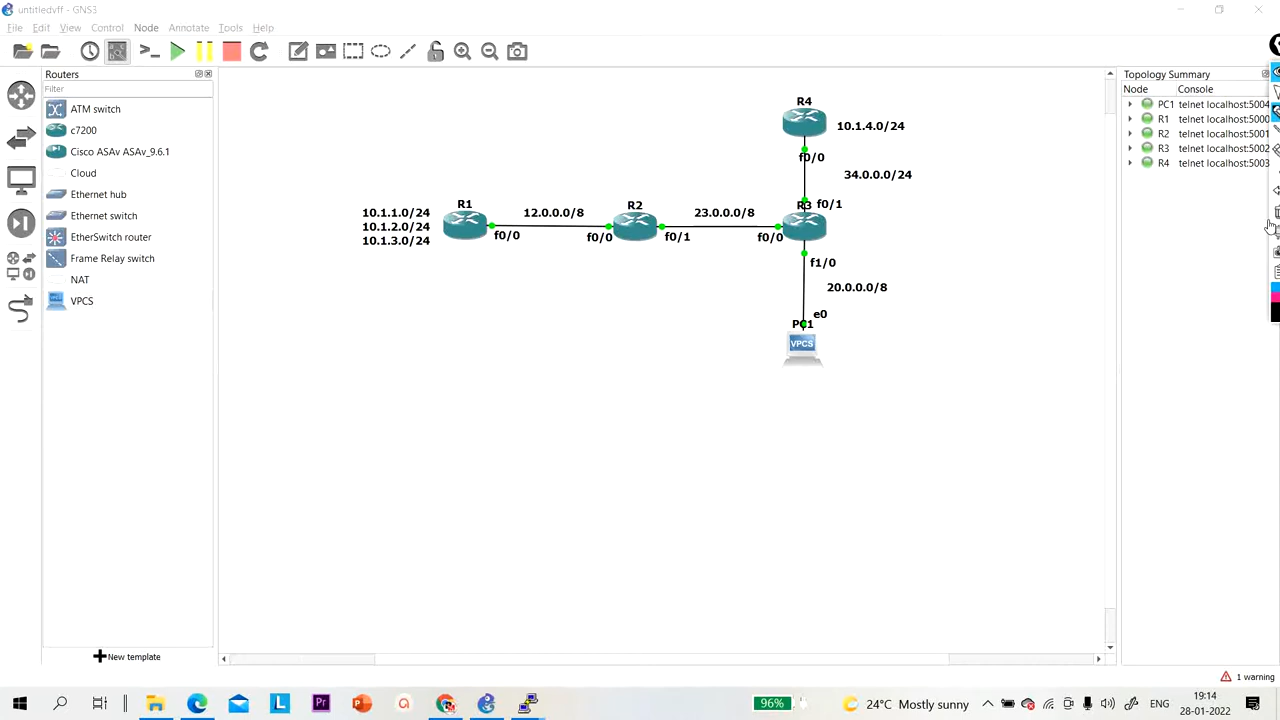 untitledvff - GNS3
File Edit View Control Node Annotate Tools Help
Routers
Topology Summary
Filter
Node Console
ATM switch
c7200
Cisco ASAv ASAv_9.6.1
Cloud
Ethernet hub
Ethernet switch
EtherSwitch router
Frame Relay switch
NAT
VPCS
New template
PC1 telnet localhost:5004
R1 telnet localhost:5000
R2 telnet localhost:5001
R3 telnet localhost:5002
R4 telnet localhost:5003
R4
10.1.4.0/24
f0/0
34.0.0.0/24
R3 f0/1
R1
10.1.1.0/24
10.1.2.0/24
10.1.3.0/24
f0/0
12.0.0.0/8
R2
f0/0
f0/1
23.0.0.0/8
f0/0
f1/0
20.0.0.0/8
e0
PC1
VPCS
1 warning
96%
24°C Mostly sunny
ENG
19:14
28-01-2022